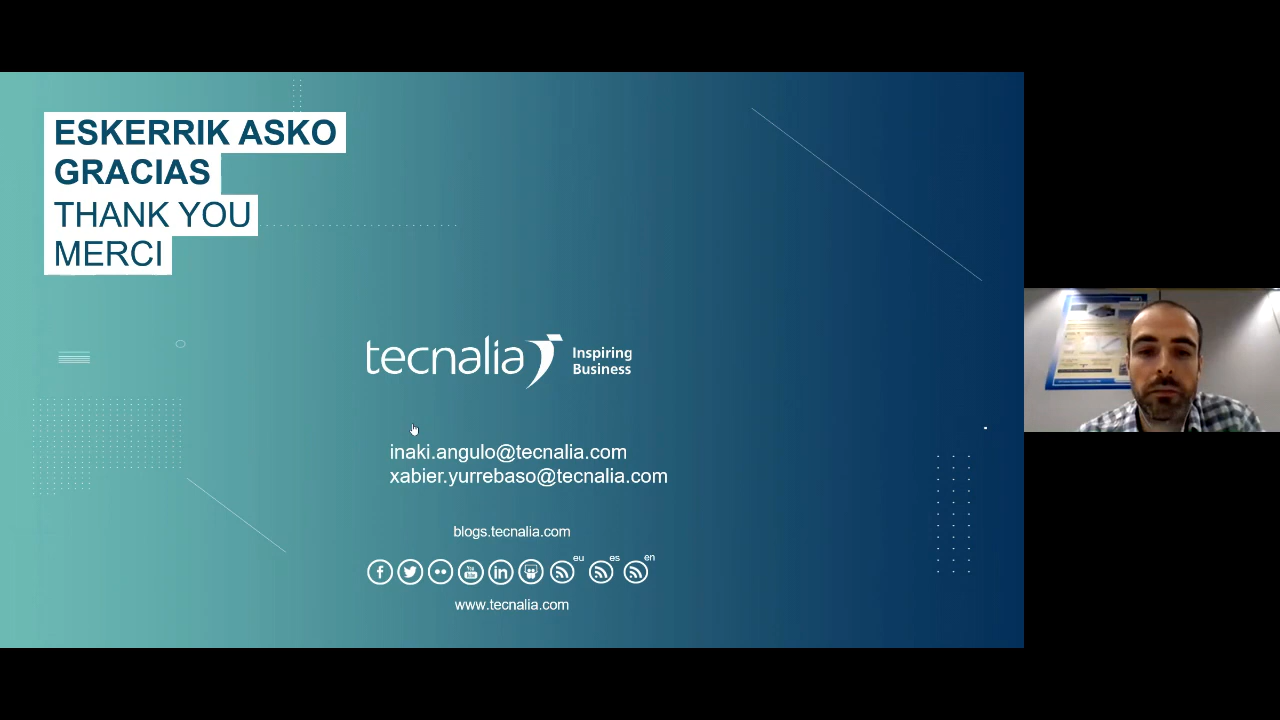 ESKERRIK ASKO
GRACIAS
THANK YOU
MERCI
tecnalia Inspiring
Business
inaki.angulo@tecnalia.com
xabier.yurrebaso@tecnalia.com
blogs.tecnalia.com
eu es en
www.tecnalia.com